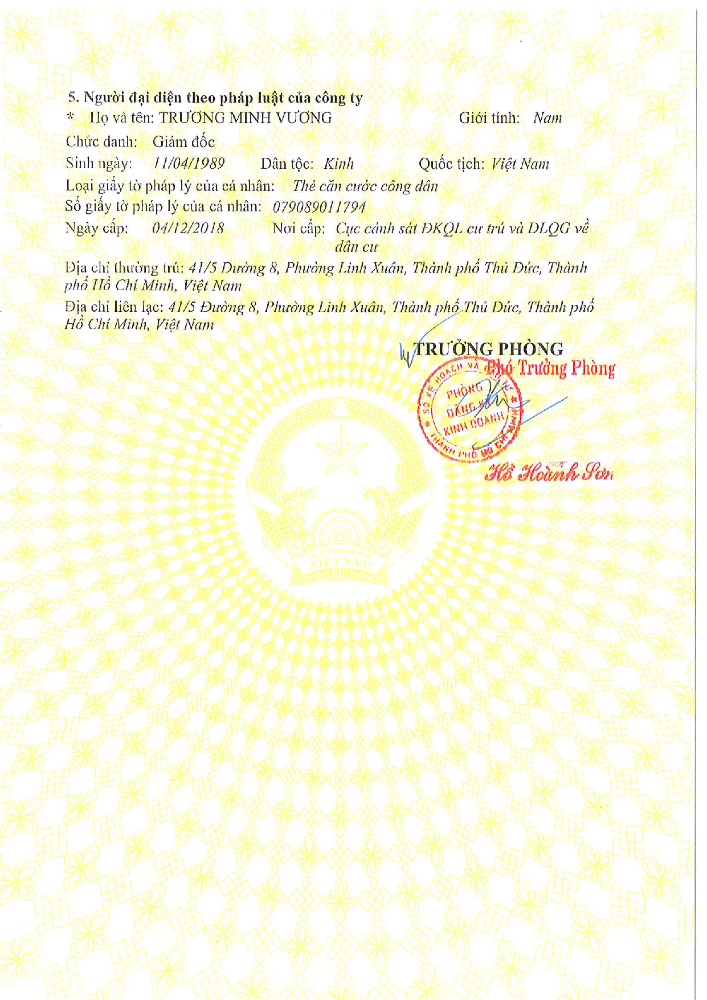 5. Người đại diện theo pháp luật của công ty
* Họ và tên: TRƯƠNG MINH VƯƠNG Giới tính: Nam
Chức danh: Giám đốc
Sinh ngày: 11/04/1989 Dân tộc: Kinh Quốc tịch: Việt Nam
Loại giấy tờ pháp lý của cá nhân: Thẻ căn cước công dân
Số giấy tờ pháp lý của cá nhân: 079089011794
Ngày cấp: 04/12/2018 Nơi cấp: Cục cảnh sát ĐKQL cư trú và DLQG về
dân cư
Địa chỉ thường trú: 41/5 Đường 8, Phường Linh Xuân, Thành phố Thủ Đức, Thành
phố Hồ Chí Minh, Việt Nam
Địa chỉ liên lạc: 41/5 Đường 8, Phường Linh Xuân, Thành phố Thủ Đức, Thành phố
Hồ Chí Minh, Việt Nam
TRƯỞNG PHÒNG
Phó Trưởng Phòng
SỞ KẾ HOẠCH VÀ ĐẦU TƯ
PHÒNG
ĐĂNG KÝ
KINH DOANH
THÀNH PHỐ HỒ CHÍ MINH
Hồ Hoành Sơn
VIỆT NAM